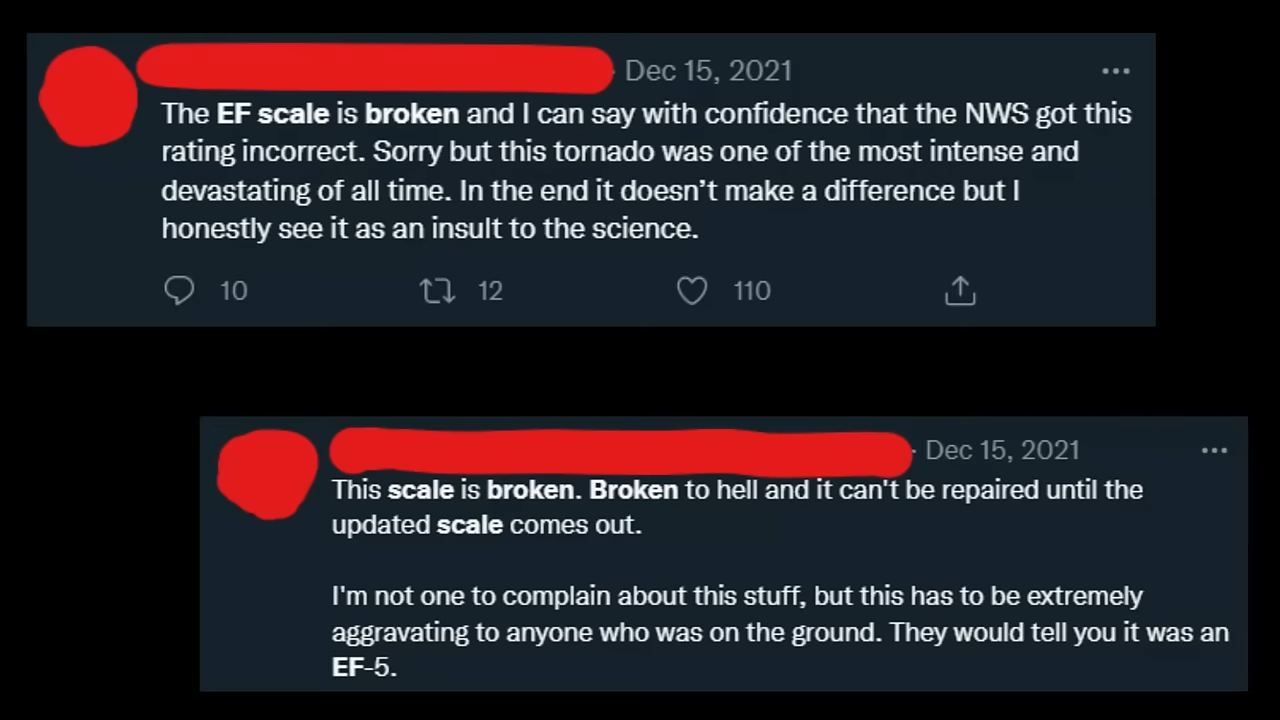 Dec 15, 2021
The EF scale is broken and I can say with confidence that the NWS got this
rating incorrect. Sorry but this tornado was one of the most intense and
devastating of all time. In the end it doesn’t make a difference but I
honestly see it as an insult to the science.
10 12 110
· Dec 15, 2021
This scale is broken. Broken to hell and it can't be repaired until the
updated scale comes out.
I'm not one to complain about this stuff, but this has to be extremely
aggravating to anyone who was on the ground. They would tell you it was an
EF-5.